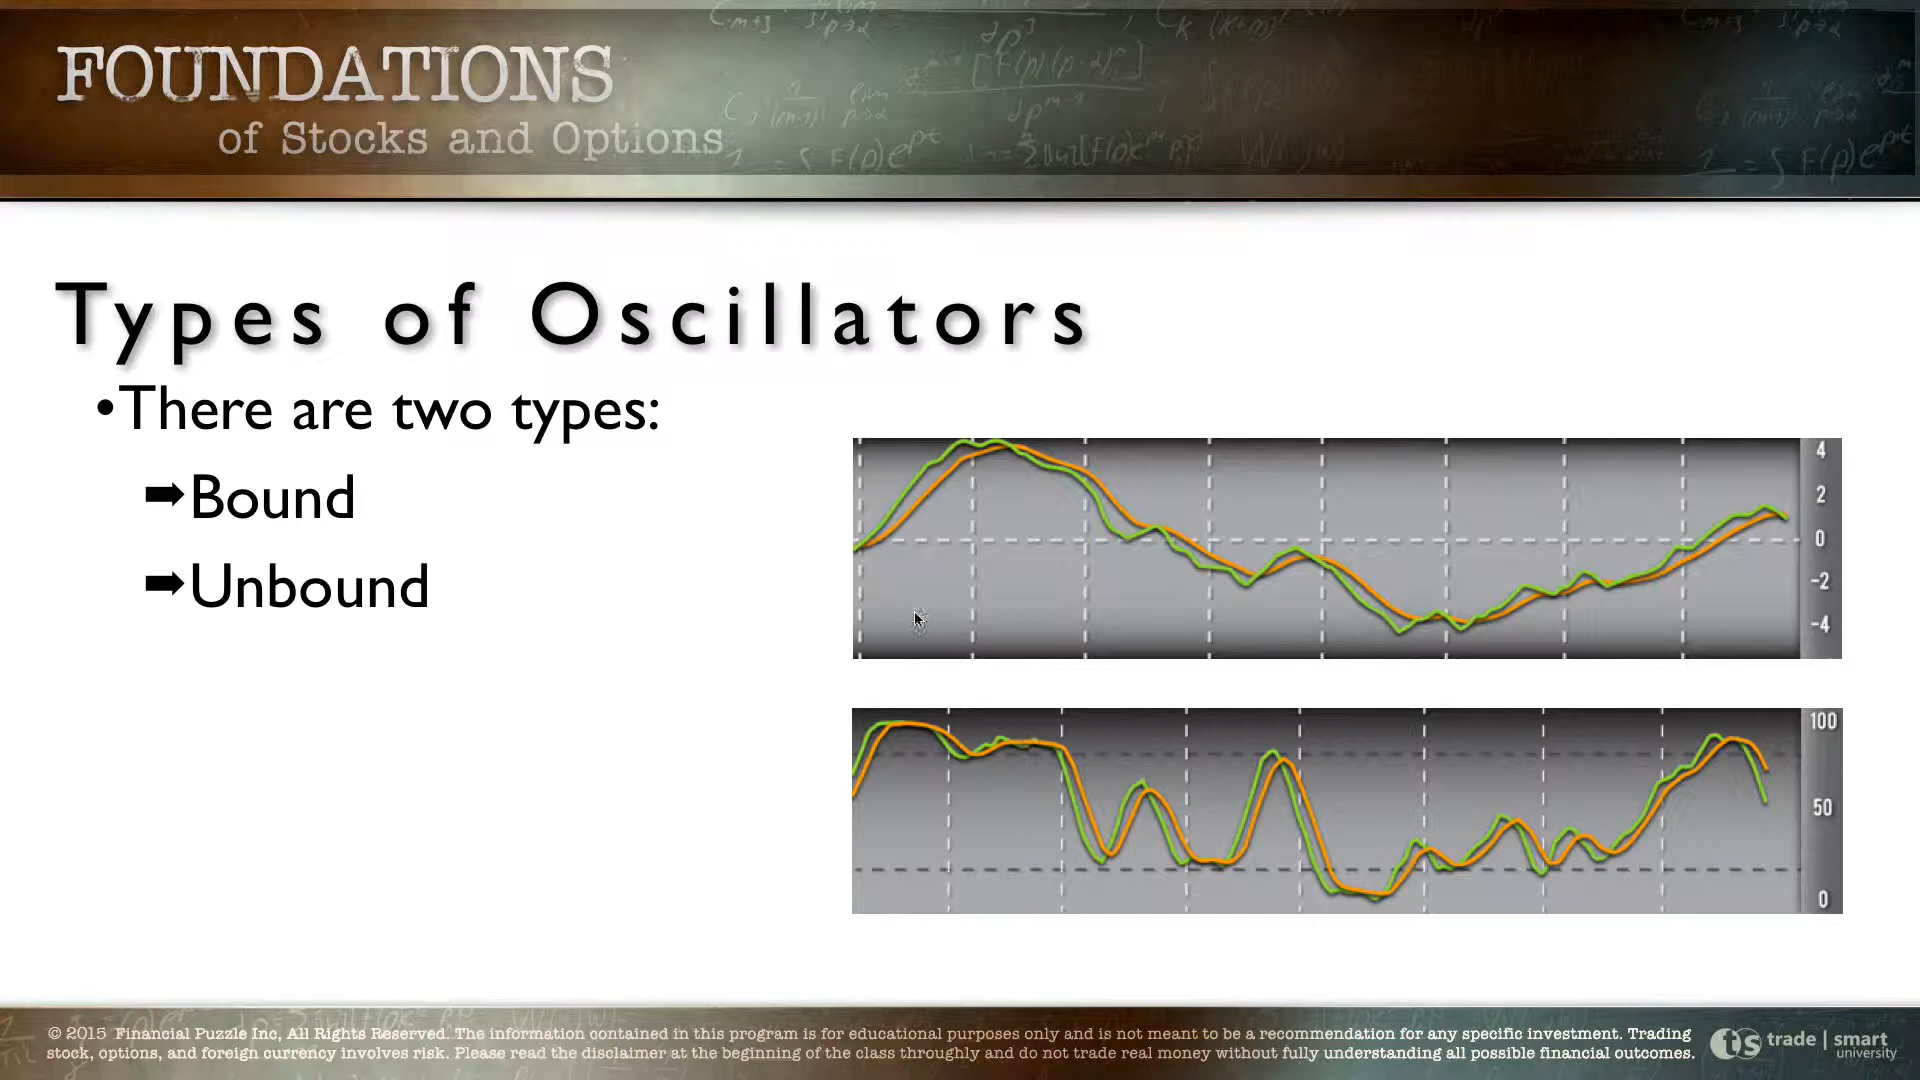 FOUNDATIONS
of Stocks and Options
Types of Oscillators
•There are two types:
➡Bound
➡Unbound
4
2
0
-2
-4
100
50
0
© 2015 Financial Puzzle Inc, All Rights Reserved. The information contained in this program is for educational purposes only and is not meant to be a recommendation for any specific investment. Trading
stock, options, and foreign currency involves risk. Please read the disclaimer at the beginning of the class throughly and do not trade real money without fully understanding all possible financial outcomes.
ts trade | smart
university